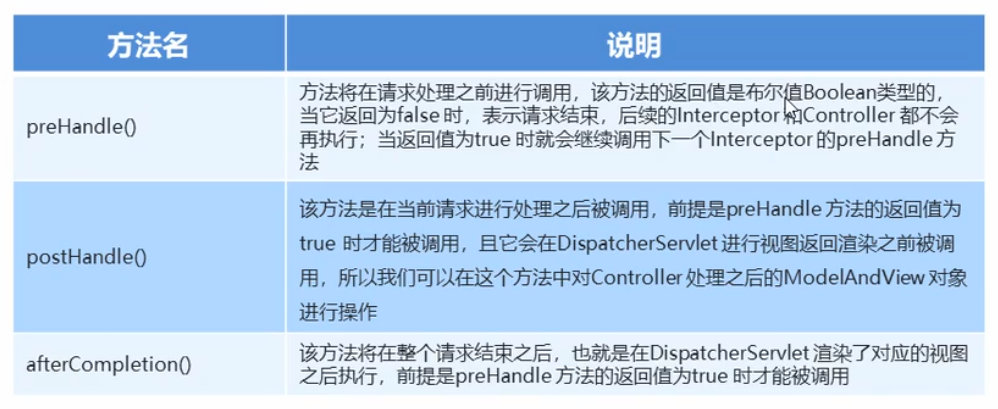 方法名
说明
preHandle()
方法将在请求处理之前进行调用，该方法的返回值是布尔值Boolean类型的，
当它返回为false 时，表示请求结束，后续的Interceptor 和Controller 都不会
再执行；当返回值为true 时就会继续调用下一个Interceptor 的preHandle 方
法
postHandle()
该方法是在当前请求进行处理之后被调用，前提是preHandle 方法的返回值为
true 时才能被调用，且它会在DispatcherServlet 进行视图返回渲染之前被调
用，所以我们可以在这个方法中对Controller 处理之后的ModelAndView 对象
进行操作
afterCompletion()
该方法将在整个请求结束之后，也就是在DispatcherServlet 渲染了对应的视图
之后执行，前提是preHandle 方法的返回值为true 时才能被调用